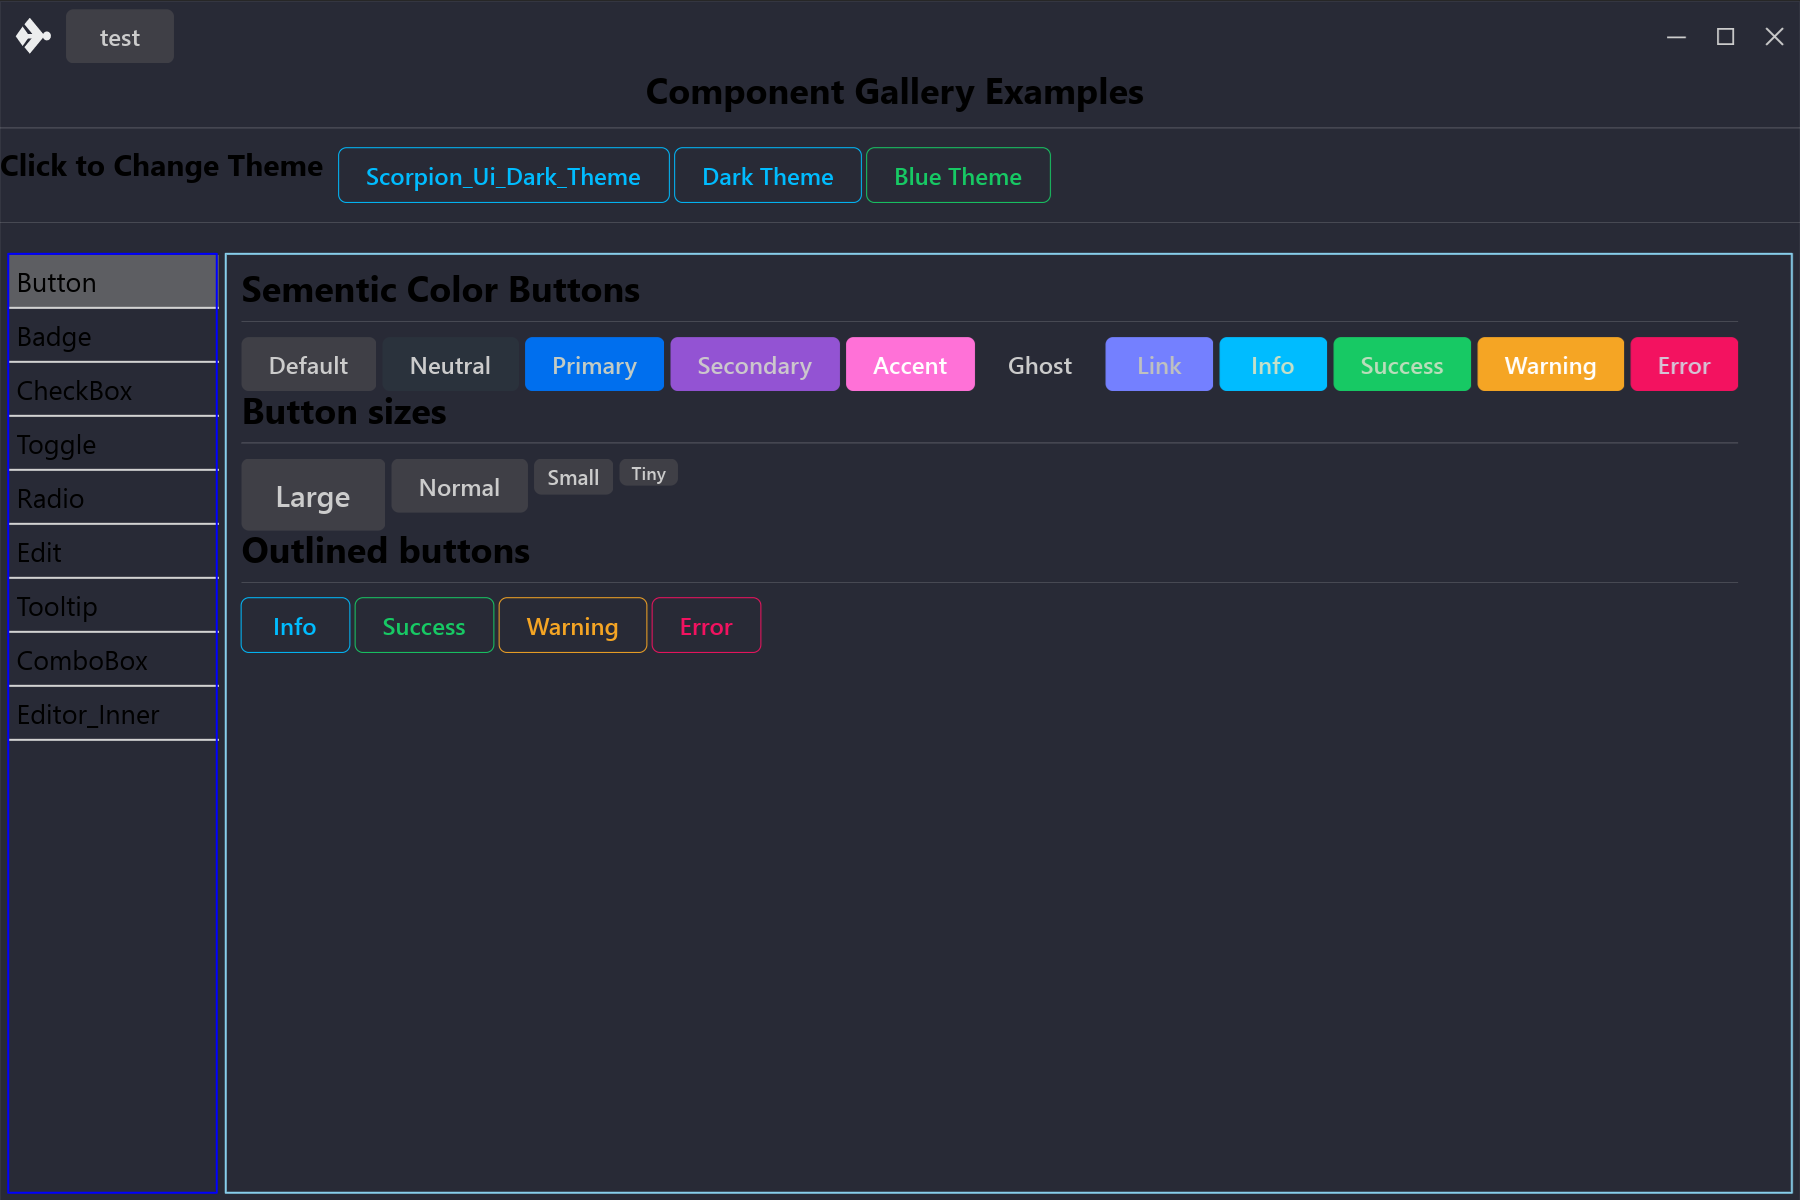 test
Component Gallery Examples
Click to Change Theme Scorpion_Ui_Dark_Theme Dark Theme Blue Theme
Button
Badge
CheckBox
Toggle
Radio
Edit
Tooltip
ComboBox
Editor_Inner
Sementic Color Buttons
Default Neutral Primary Secondary Accent Ghost Link Info Success Warning Error
Button sizes
Large Normal Small Tiny
Outlined buttons
Info Success Warning Error